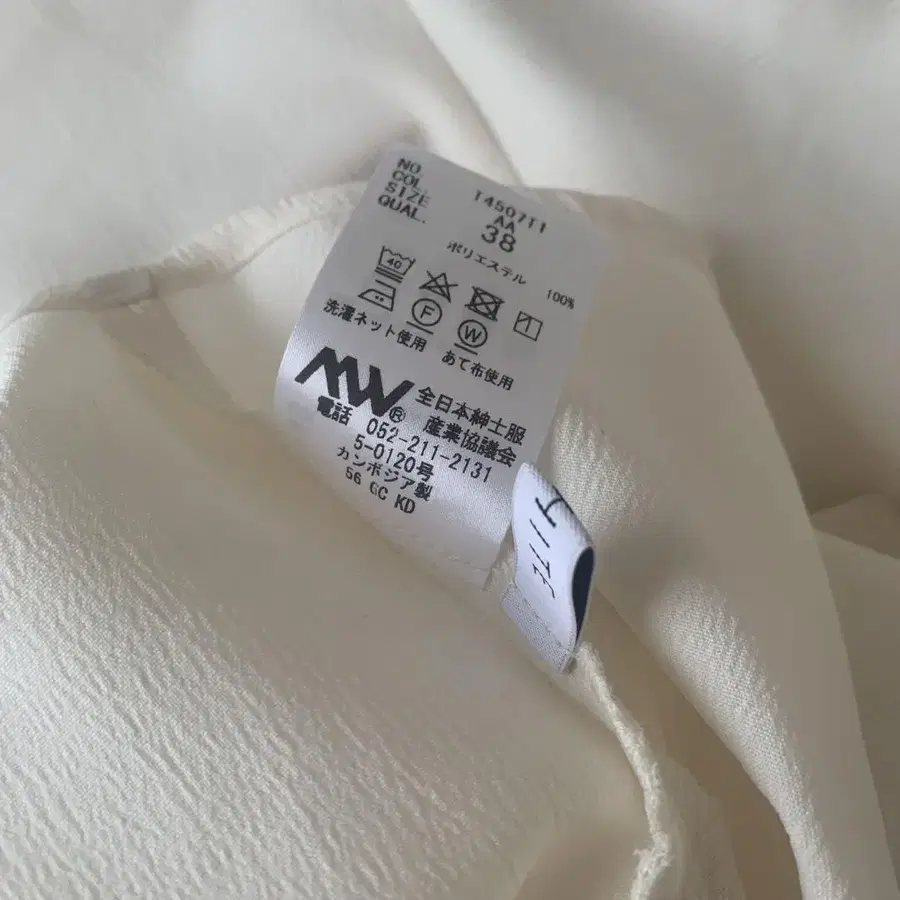 NO. T4507T1
COL. AA
SIZE 38
QUAL.
ポリエステル 100%
40
F W 1
洗濯ネット使用 あて布使用
MW® 全日本紳士服
産業協議会
電話 052-211-2131
5-0120号
カンボジア製
56 GC KD